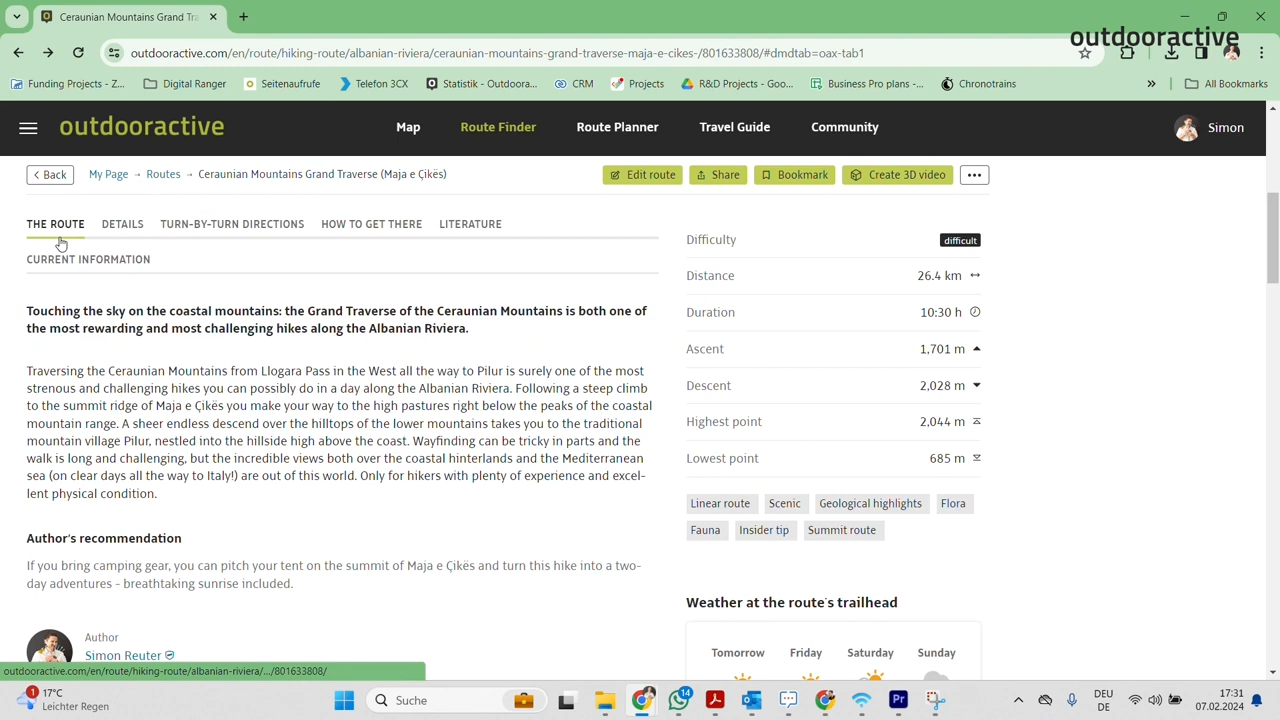 Ceraunian Mountains Grand Tra
outdooractive
outdooractive.com/en/route/hiking-route/albanian-riviera/ceraunian-mountains-grand-traverse-maja-e-cikes-/801633808/#dmdtab=oax-tab1
Funding Projects - Z... Digital Ranger Seitenaufrufe Telefon 3CX Statistik - Outdoora... CRM Projects R&D Projects - Goo... Business Pro plans -... Chronotrains » All Bookmarks
outdooractive Map Route Finder Route Planner Travel Guide Community Simon
< Back My Page → Routes → Ceraunian Mountains Grand Traverse (Maja e Çikës) Edit route Share Bookmark Create 3D video •••
THE ROUTE DETAILS TURN-BY-TURN DIRECTIONS HOW TO GET THERE LITERATURE
CURRENT INFORMATION
Touching the sky on the coastal mountains: the Grand Traverse of the Ceraunian Mountains is both one of
the most rewarding and most challenging hikes along the Albanian Riviera.
Traversing the Ceraunian Mountains from Llogara Pass in the West all the way to Pilur is surely one of the most
strenous and challenging hikes you can possibly do in a day along the Albanian Riviera. Following a steep climb
to the summit ridge of Maja e Çikës you make your way to the high pastures right below the peaks of the coastal
mountain range. A sheer endless descend over the hilltops of the lower mountains takes you to the traditional
mountain village Pilur, nestled into the hillside high above the coast. Wayfinding can be tricky in parts and the
walk is long and challenging, but the incredible views both over the coastal hinterlands and the Mediterranean
sea (on clear days all the way to Italy!) are out of this world. Only for hikers with plenty of experience and excel-
lent physical condition.
Author's recommendation
If you bring camping gear, you can pitch your tent on the summit of Maja e Çikës and turn this hike into a two-
day adventures - breathtaking sunrise included.
Author
Simon Reuter
Difficulty difficult
Distance 26.4 km
Duration 10:30 h
Ascent 1,701 m
Descent 2,028 m
Highest point 2,044 m
Lowest point 685 m
Linear route Scenic Geological highlights Flora
Fauna Insider tip Summit route
Weather at the route's trailhead
Tomorrow Friday Saturday Sunday
outdooractive.com/en/route/hiking-route/albanian-riviera/.../801633808/
1 17°C
Leichter Regen
Suche
14
Pr
DEU
DE
17:31
07.02.2024